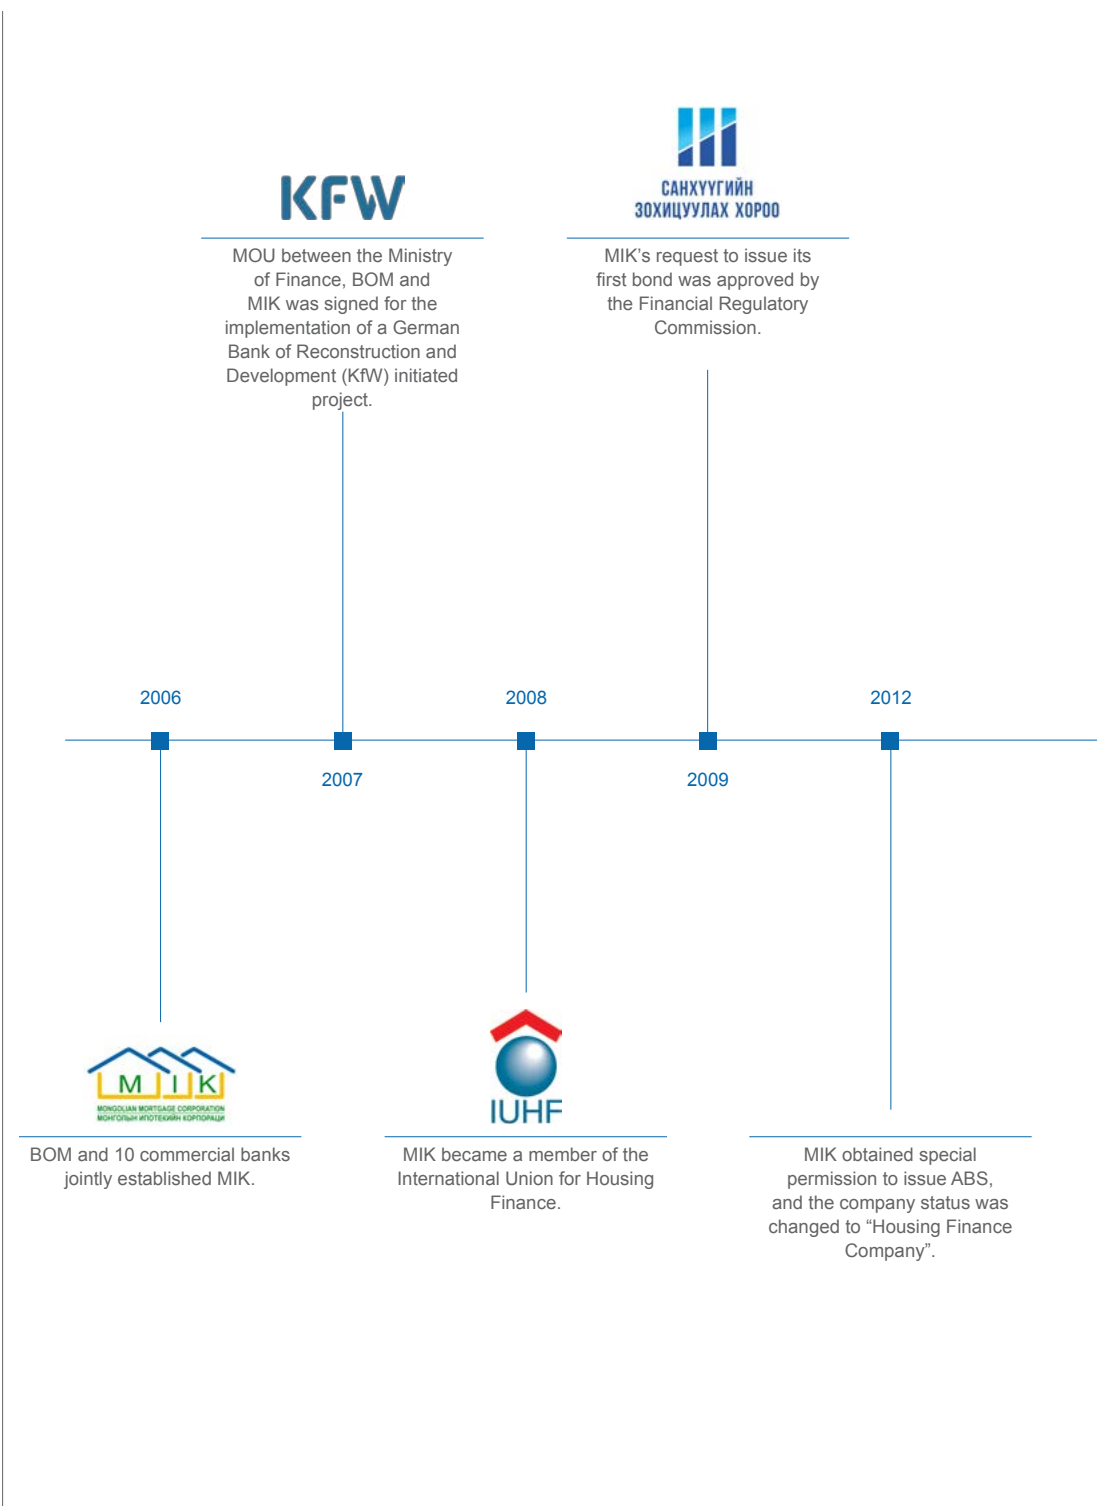 KFW
MOU between the Ministry
of Finance, BOM and
MIK was signed for the
implementation of a German
Bank of Reconstruction and
Development (KfW) initiated
project.
САНХҮҮГИЙН
ЗОХИЦУУЛАХ ХОРОО
MIK’s request to issue its
first bond was approved by
the Financial Regulatory
Commission.
2006
2007
2008
2009
2012
M I K
MONGOLIAN MORTGAGE CORPORATION
МОНГОЛЫН ИПОТЕКИЙН КОРПОРАЦИ
BOM and 10 commercial banks
jointly established MIK.
IUHF
MIK became a member of the
International Union for Housing
Finance.
MIK obtained special
permission to issue ABS,
and the company status was
changed to “Housing Finance
Company”.